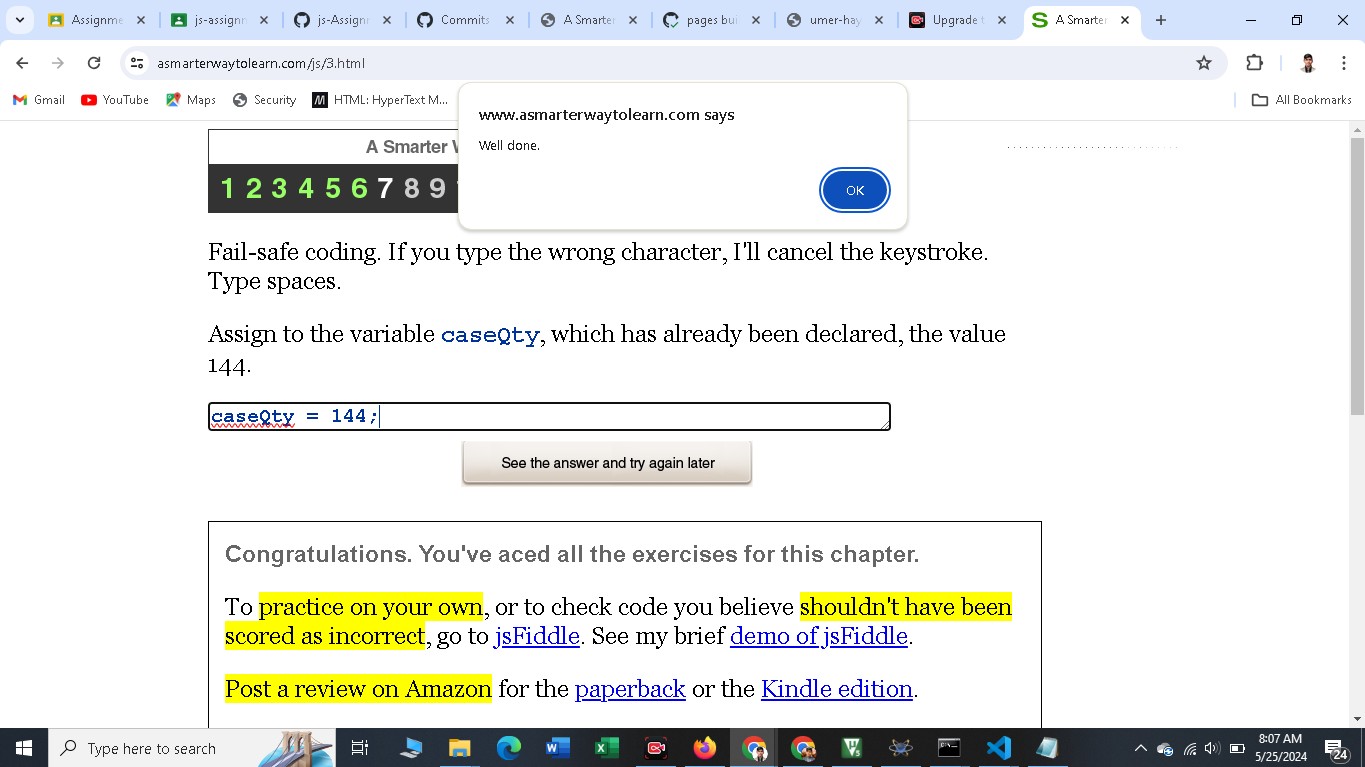 Assignme
js-assignm
js-Assignm
Commits
A Smarter
pages bui
umer-hay
Upgrade t
A Smarter
asmarterwaytolearn.com/js/3.html
Gmail
YouTube
Maps
Security
HTML: HyperText M...
All Bookmarks
www.asmarterwaytolearn.com says
Well done.
OK
A Smarter W
1 2 3 4 5 6 7 8 9
Fail-safe coding. If you type the wrong character, I'll cancel the keystroke.
Type spaces.
Assign to the variable caseQty, which has already been declared, the value
144.
caseQty = 144;
See the answer and try again later
Congratulations. You've aced all the exercises for this chapter.
To practice on your own, or to check code you believe shouldn't have been
scored as incorrect, go to jsFiddle. See my brief demo of jsFiddle.
Post a review on Amazon for the paperback or the Kindle edition.
Type here to search
8:07 AM
5/25/2024
24